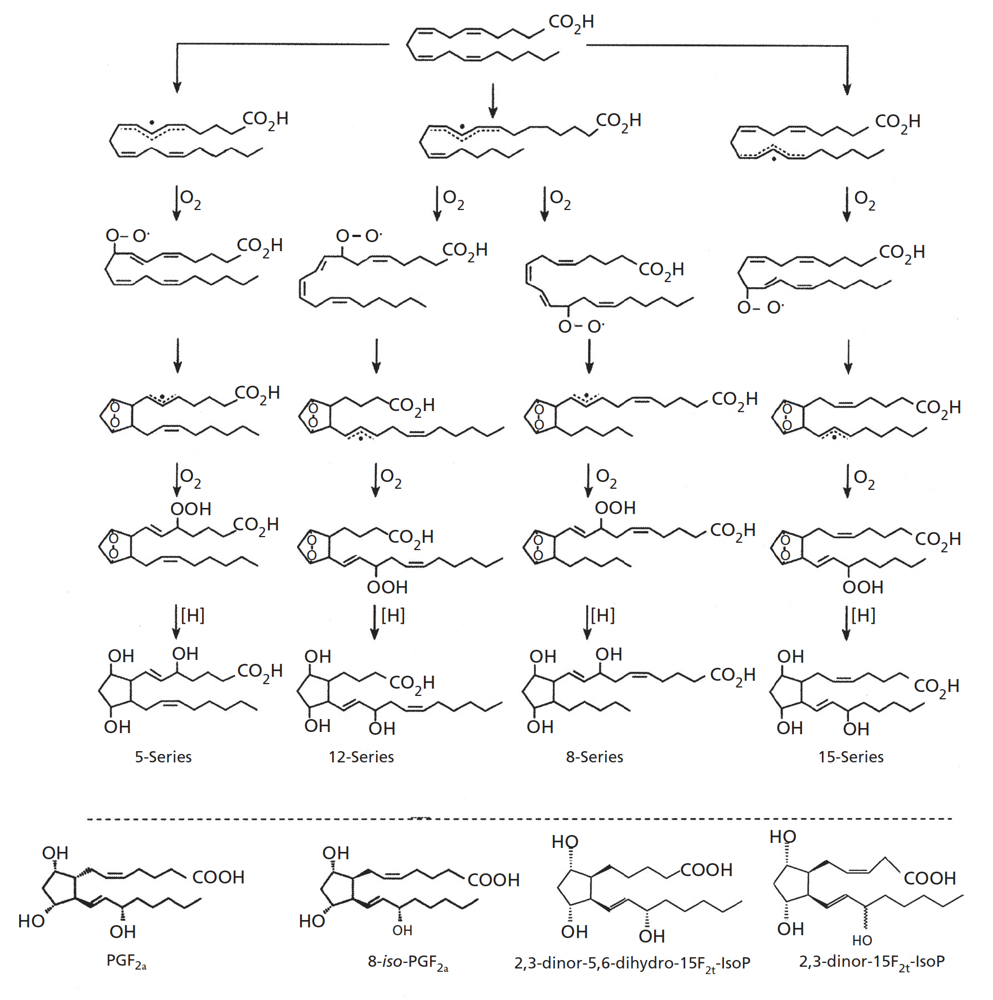 CO2H
CO2H CO2H CO2H
O2 O2 O2 O2
O–O· CO2H O–O· CO2H CO2H O–O· CO2H O–O·
O O CO2H O O CO2H O O CO2H O O CO2H
O2 O2 O2 O2
OOH OOH
O O CO2H O O CO2H O O CO2H O O CO2H
OOH OOH
[H] [H] [H] [H]
OH OH OH OH OH OH
CO2H CO2H CO2H CO2H
OH OH OH OH OH OH
5-Series 12-Series 8-Series 15-Series
OH OH HO HO
COOH COOH COOH COOH
HO OH HO OH OH OH OH HO
PGF2a 8-iso-PGF2a 2,3-dinor-5,6-dihydro-15F2t-IsoP 2,3-dinor-15F2t-IsoP